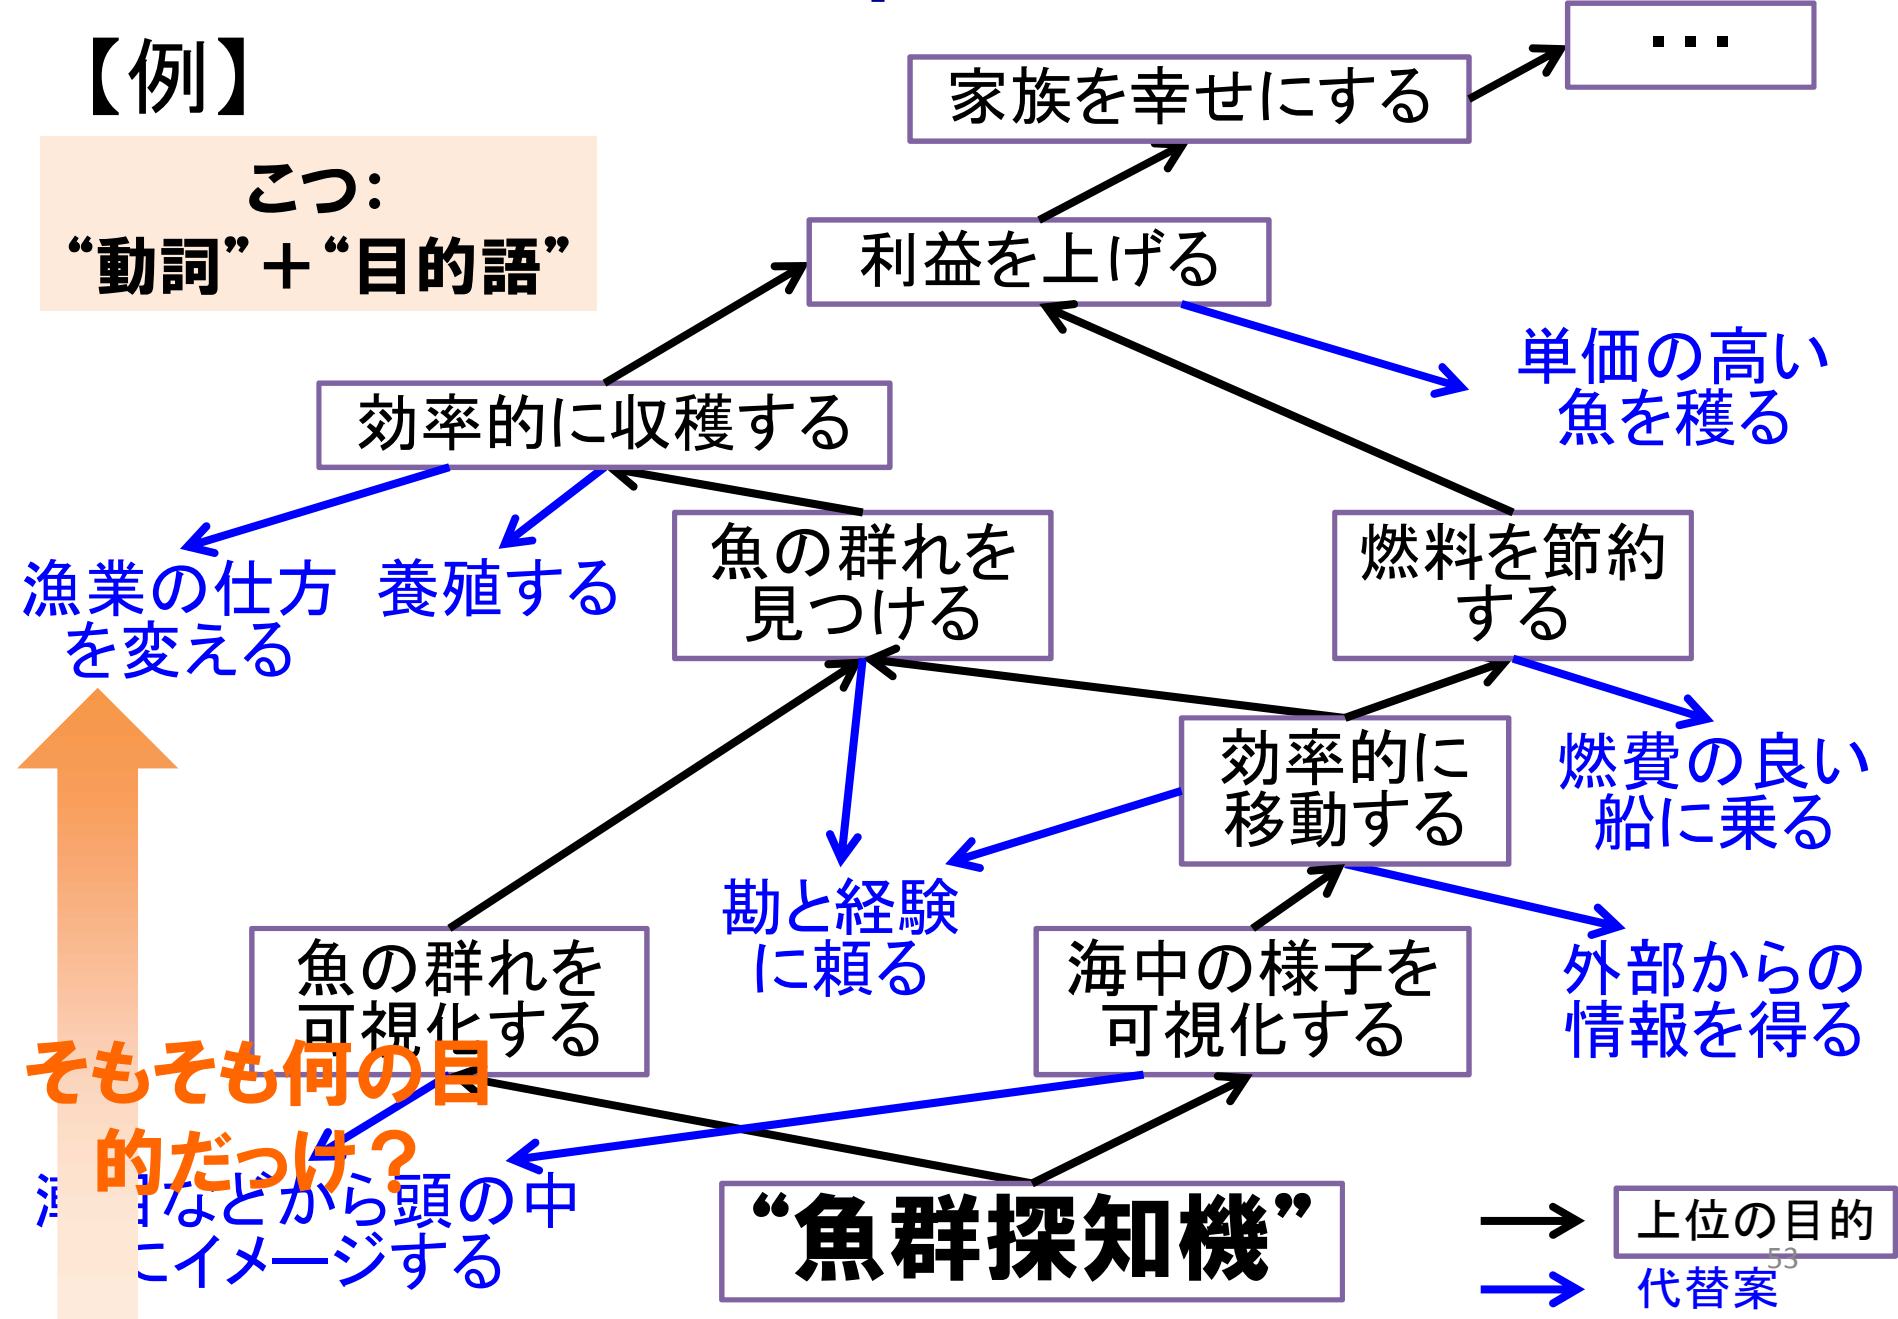 【例】
・・・
家族を幸せにする
こつ:
“動詞”+“目的語”
利益を上げる
単価の高い
魚を穫る
効率的に収穫する
漁業の仕方
を変える
養殖する
魚の群れを
見つける
燃料を節約
する
効率的に
移動する
燃費の良い
船に乗る
勘と経験
に頼る
魚の群れを
可視化する
海中の様子を
可視化する
外部からの
情報を得る
そもそも何の目
的だっけ?
などから頭の中
にイメージする
“魚群探知機”
上位の目的
53
代替案